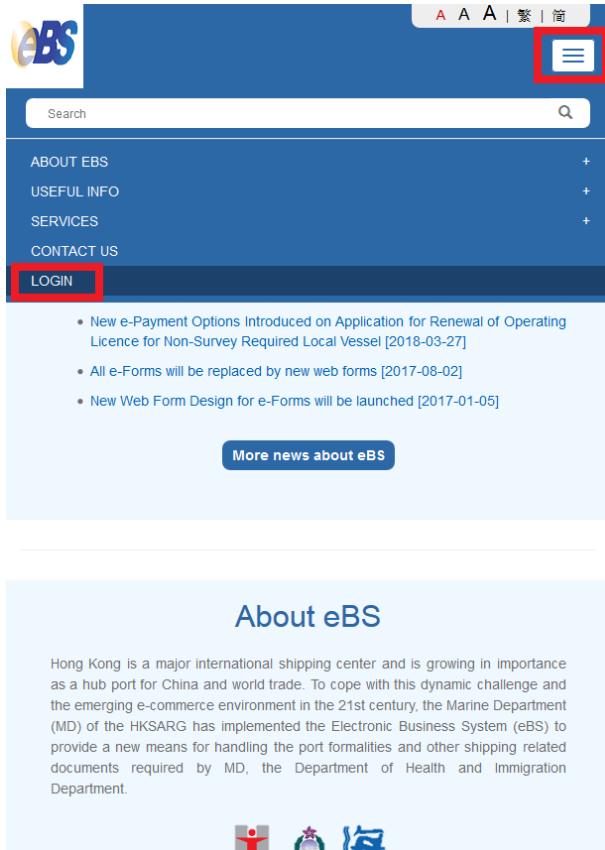 eBS
A A A | 繁 | 简
Search
ABOUT EBS +
USEFUL INFO +
SERVICES +
CONTACT US
LOGIN
• New e-Payment Options Introduced on Application for Renewal of Operating
Licence for Non-Survey Required Local Vessel [2018-03-27]
• All e-Forms will be replaced by new web forms [2017-08-02]
• New Web Form Design for e-Forms will be launched [2017-01-05]
More news about eBS
About eBS
Hong Kong is a major international shipping center and is growing in importance
as a hub port for China and world trade. To cope with this dynamic challenge and
the emerging e-commerce environment in the 21st century, the Marine Department
(MD) of the HKSARG has implemented the Electronic Business System (eBS) to
provide a new means for handling the port formalities and other shipping related
documents required by MD, the Department of Health and Immigration
Department.